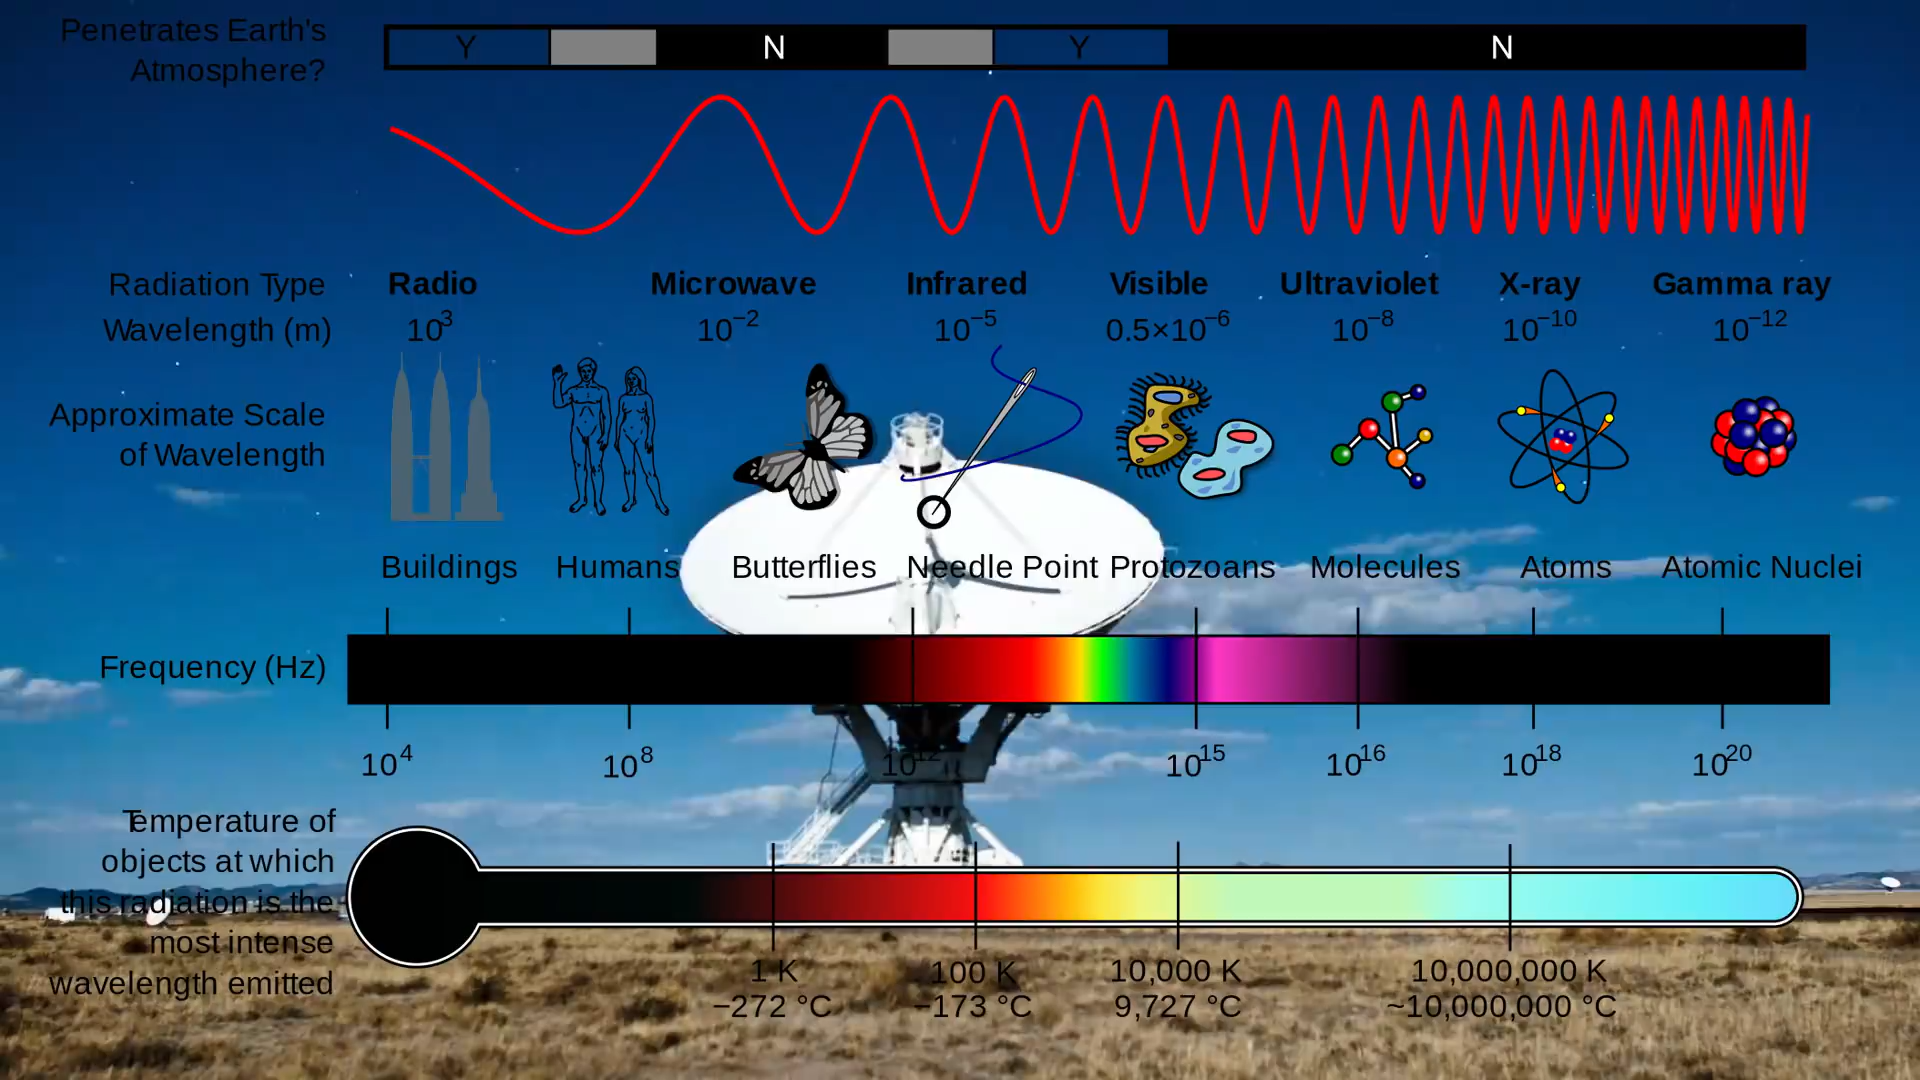 Penetrates Earth's
Atmosphere?
Y N Y N
Radiation Type Radio Microwave Infrared Visible Ultraviolet X-ray Gamma ray
Wavelength (m) 10³ 10⁻² 10⁻⁵ 0.5×10⁻⁶ 10⁻⁸ 10⁻¹⁰ 10⁻¹²
Approximate Scale
of Wavelength
Buildings Humans Butterflies Needle Point Protozoans Molecules Atoms Atomic Nuclei
Frequency (Hz)
10⁴ 10⁸ 10¹² 10¹⁵ 10¹⁶ 10¹⁸ 10²⁰
Temperature of
objects at which
this radiation is the
most intense
wavelength emitted
1 K 100 K 10,000 K 10,000,000 K
−272 °C −173 °C 9,727 °C ~10,000,000 °C